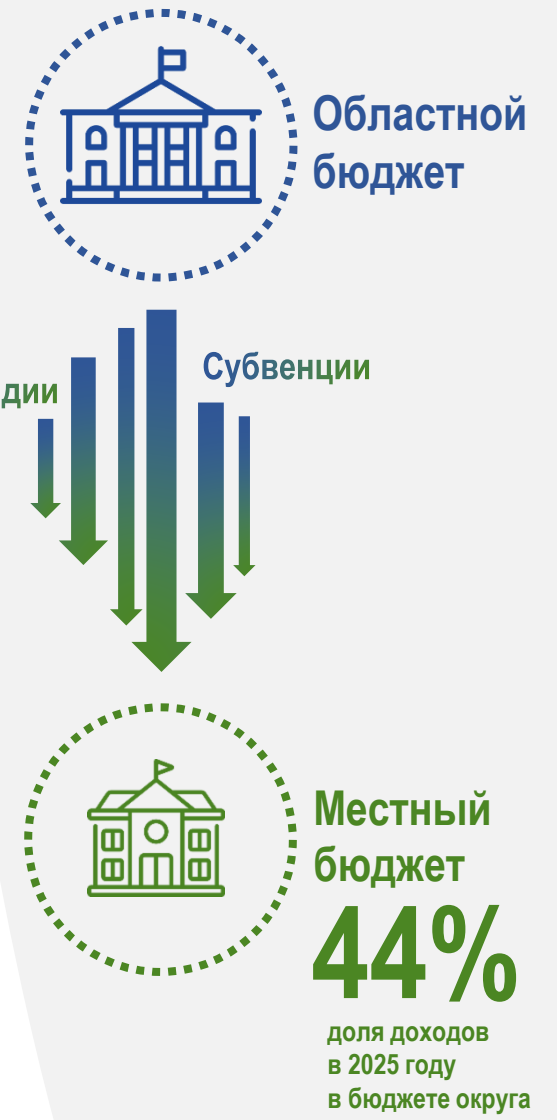 Областной
бюджет
Субвенции
дии
Местный
бюджет
44%
доля доходов
в 2025 году
в бюджете округа